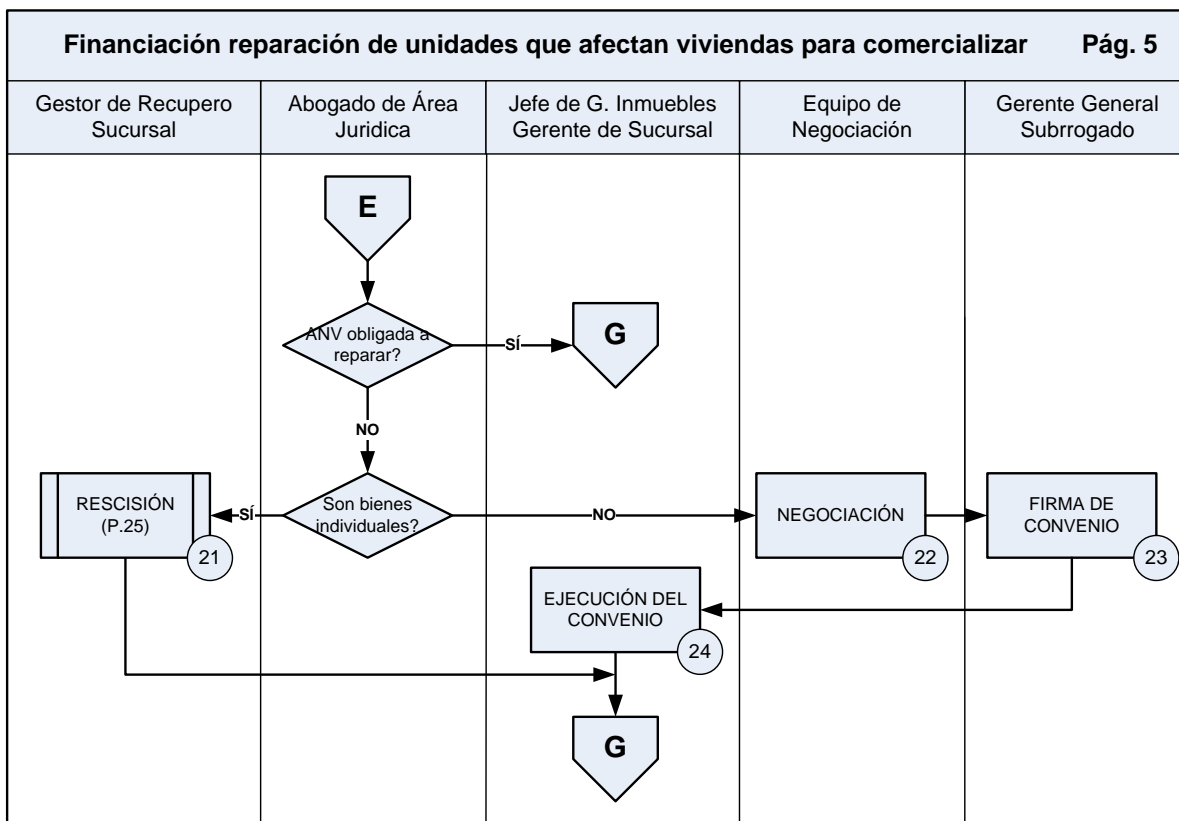 Financiación reparación de unidades que afectan viviendas para comercializar Pág. 5
Gestor de Recupero
Sucursal
Abogado de Área
Juridica
Jefe de G. Inmuebles
Gerente de Sucursal
Equipo de
Negociación
Gerente General
Subrrogado
E
ANV obligada a
reparar?
SÍ
G
NO
RESCISIÓN
(P.25)
21
SÍ
Son bienes
individuales?
NO
NEGOCIACIÓN
22
FIRMA DE
CONVENIO
23
EJECUCIÓN DEL
CONVENIO
24
G